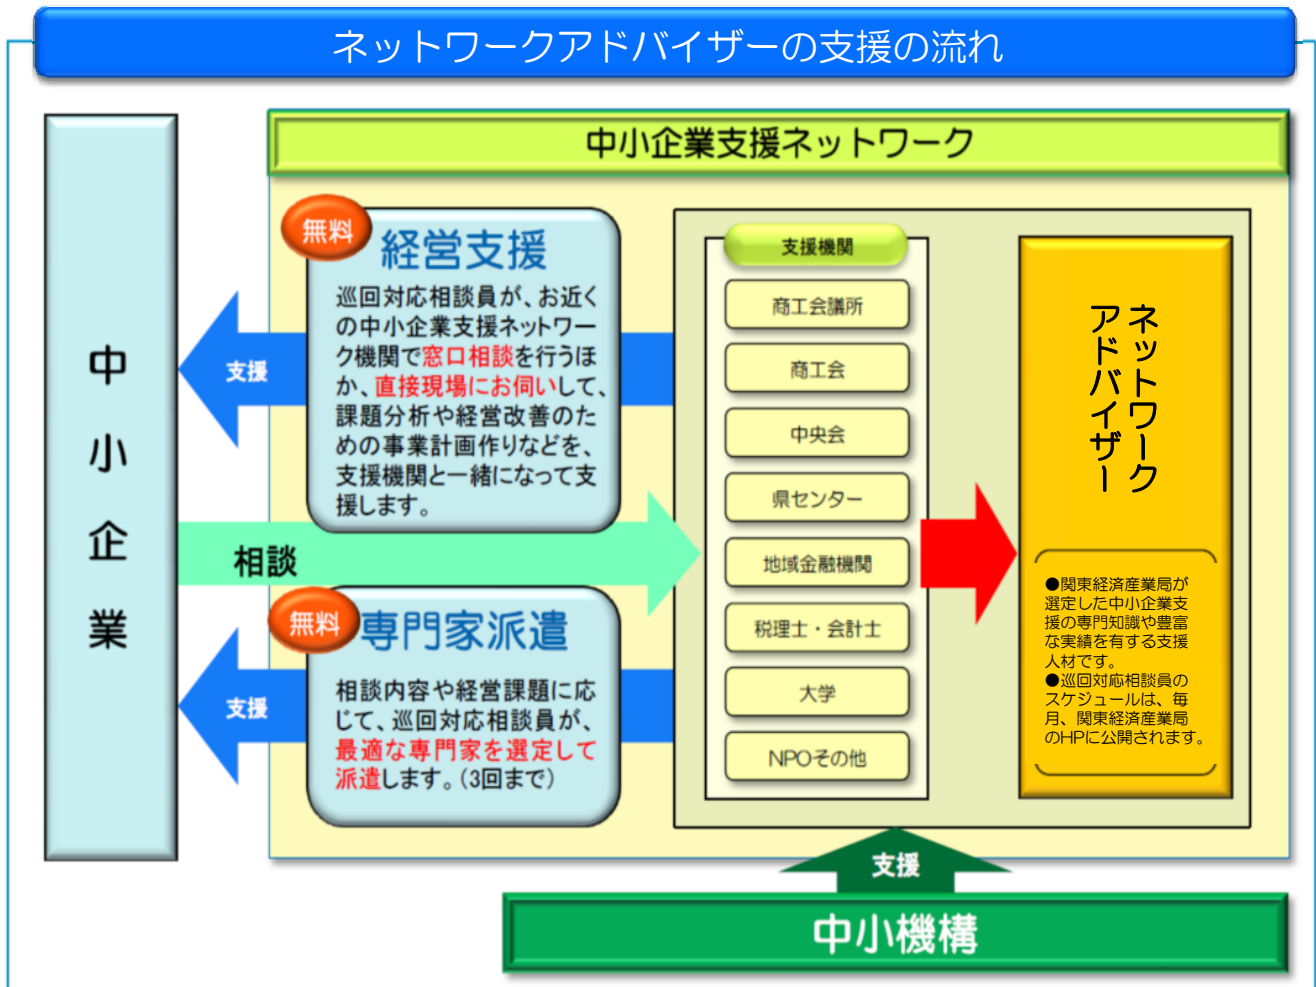 ネットワークアドバイザーの支援の流れ
中小企業
中小企業支援ネットワーク
無料
経営支援
巡回対応相談員が、お近く
の中小企業支援ネットワー
ク機関で窓口相談を行うほ
か、直接現場にお伺いして、
課題分析や経営改善のた
めの事業計画作りなどを、
支援機関と一緒になって支
援します。
支援
相談
無料
専門家派遣
相談内容や経営課題に応
じて、巡回対応相談員が、
最適な専門家を選定して
派遣します。(3回まで)
支援
支援機関
商工会議所
商工会
中央会
県センター
地域金融機関
税理士・会計士
大学
NPOその他
ネットワーク
アドバイザー
●関東経済産業局が
選定した中小企業支
援の専門知識や豊富
な実績を有する支援
人材です。
●巡回対応相談員の
スケジュールは、毎
月、関東経済産業局
のHPに公開されます。
支援
中小機構